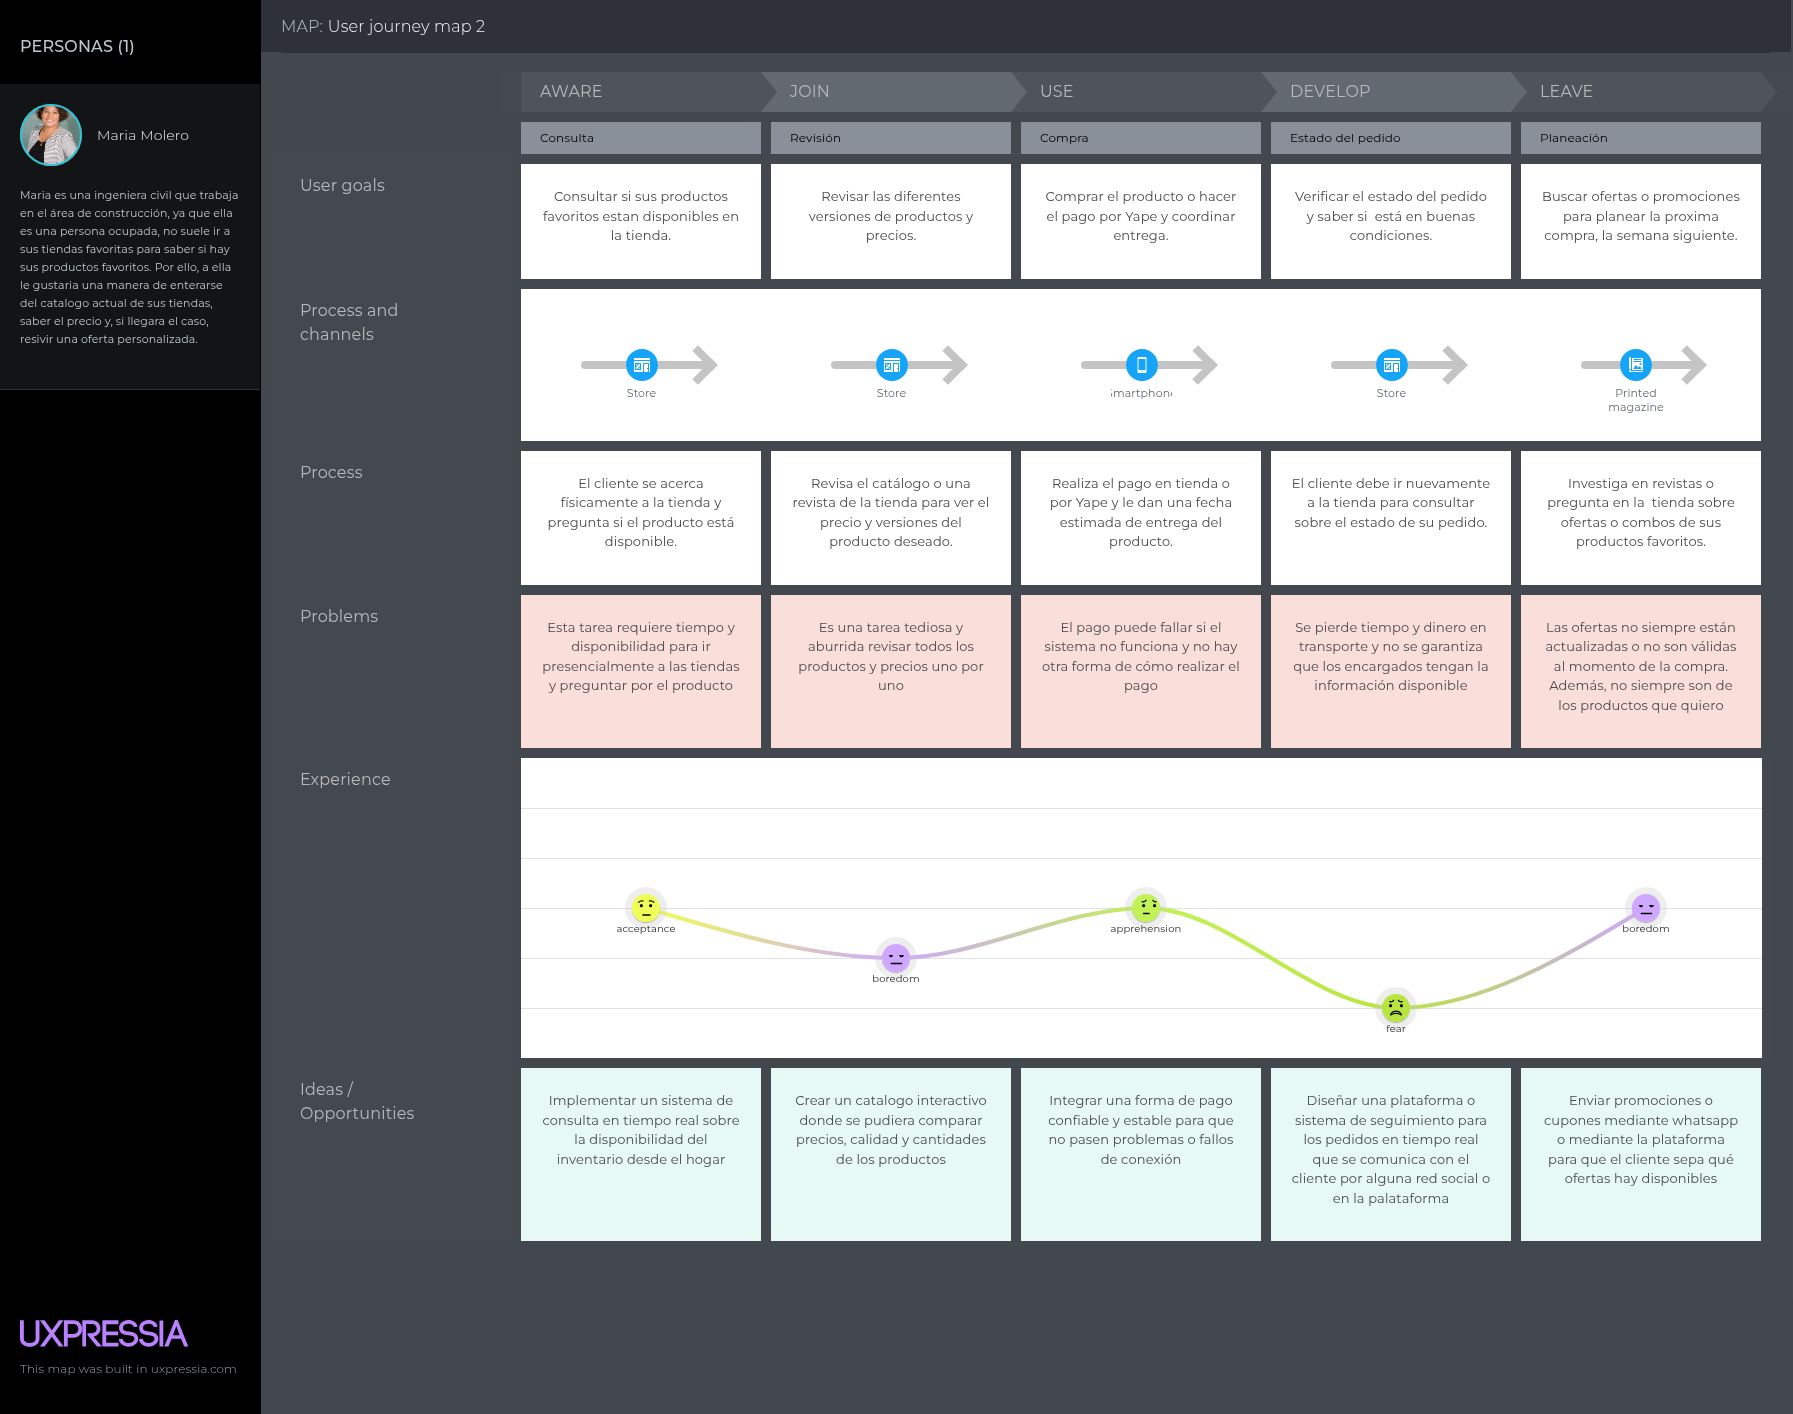 PERSONAS (1)
Maria Molero
Maria es una ingeniera civil que trabaja
en el área de construcción, ya que ella
es una persona ocupada, no suele ir a
sus tiendas favoritas para saber si hay
sus productos favoritos. Por ello, a ella
le gustaria una manera de enterarse
del catalogo actual de sus tiendas,
saber el precio y, si llegara el caso,
resivir una oferta personalizada.
MAP: User journey map 2
AWARE
JOIN
USE
DEVELOP
LEAVE
Consulta
Revisión
Compra
Estado del pedido
Planeación
User goals
Consultar si sus productos
favoritos estan disponibles en
la tienda.
Revisar las diferentes
versiones de productos y
precios.
Comprar el producto o hacer
el pago por Yape y coordinar
entrega.
Verificar el estado del pedido
y saber si  está en buenas
condiciones.
Buscar ofertas o promociones
para planear la proxima
compra, la semana siguiente.
Process and
channels
Store
Store
Smartphone
Store
Printed
magazine
Process
El cliente se acerca
físicamente a la tienda y
pregunta si el producto está
disponible.
Revisa el catálogo o una
revista de la tienda para ver el
precio y versiones del
producto deseado.
Realiza el pago en tienda o
por Yape y le dan una fecha
estimada de entrega del
producto.
El cliente debe ir nuevamente
a la tienda para consultar
sobre el estado de su pedido.
Investiga en revistas o
pregunta en la  tienda sobre
ofertas o combos de sus
productos favoritos.
Problems
Esta tarea requiere tiempo y
disponibilidad para ir
presencialmente a las tiendas
y preguntar por el producto
Es una tarea tediosa y
aburrida revisar todos los
productos y precios uno por
uno
El pago puede fallar si el
sistema no funciona y no hay
otra forma de cómo realizar el
pago
Se pierde tiempo y dinero en
transporte y no se garantiza
que los encargados tengan la
información disponible
Las ofertas no siempre están
actualizadas o no son válidas
al momento de la compra.
Además, no siempre son de
los productos que quiero
Experience
acceptance
boredom
apprehension
fear
boredom
Ideas /
Opportunities
Implementar un sistema de
consulta en tiempo real sobre
la disponibilidad del
inventario desde el hogar
Crear un catalogo interactivo
donde se pudiera comparar
precios, calidad y cantidades
de los productos
Integrar una forma de pago
confiable y estable para que
no pasen problemas o fallos
de conexión
Diseñar una plataforma o
sistema de seguimiento para
los pedidos en tiempo real
que se comunica con el
cliente por alguna red social o
en la palataforma
Enviar promociones o
cupones mediante whatsapp
o mediante la plataforma
para que el cliente sepa qué
ofertas hay disponibles
UXPRESSIA
This map was built in uxpressia.com